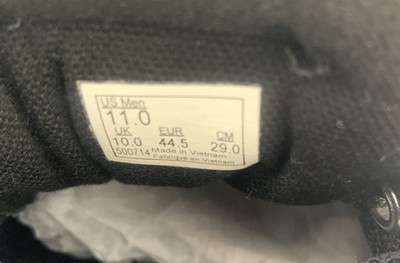 US Men
11.0
UK EUR CM
10.0 44.5 29.0
500714 Made in Vietnam
Fabriqué en Vietnam